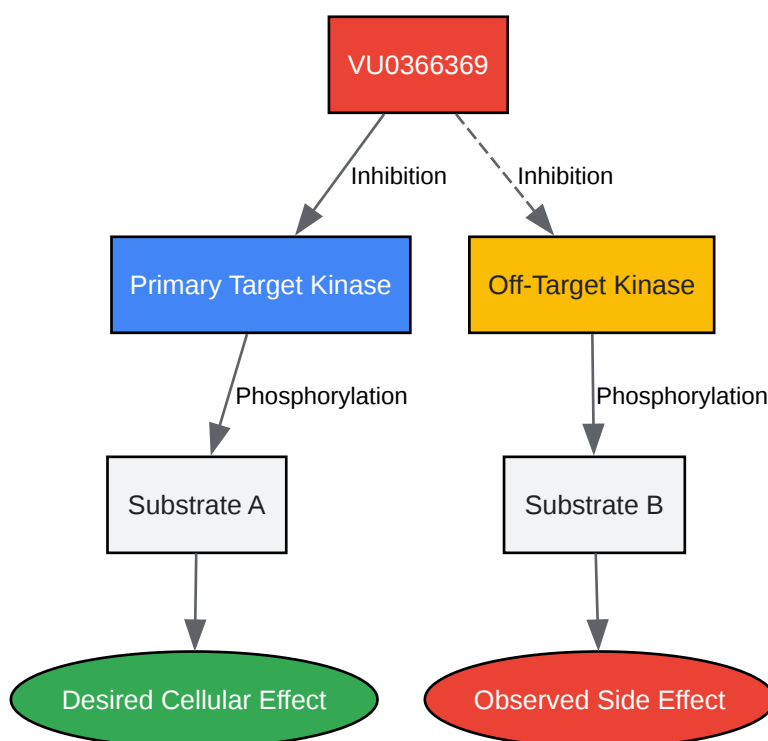 VU0366369
Inhibition
Inhibition
Primary Target Kinase
Off-Target Kinase
Phosphorylation
Phosphorylation
Substrate A
Substrate B
Desired Cellular Effect
Observed Side Effect